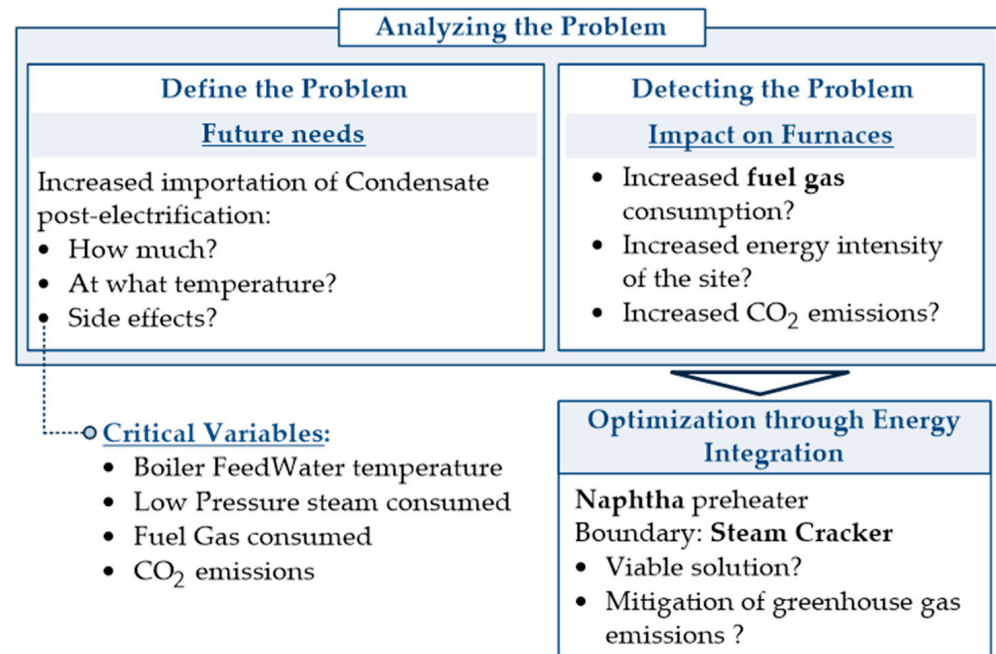 Analyzing the Problem
Define the Problem
Future needs
Increased importation of Condensate
post-electrification:
• How much?
• At what temperature?
• Side effects?
Detecting the Problem
Impact on Furnaces
• Increased fuel gas
consumption?
• Increased energy intensity
of the site?
• Increased CO₂ emissions?
Critical Variables:
• Boiler FeedWater temperature
• Low Pressure steam consumed
• Fuel Gas consumed
• CO₂ emissions
Optimization through Energy
Integration
Naphtha preheater
Boundary: Steam Cracker
• Viable solution?
• Mitigation of greenhouse gas
emissions ?